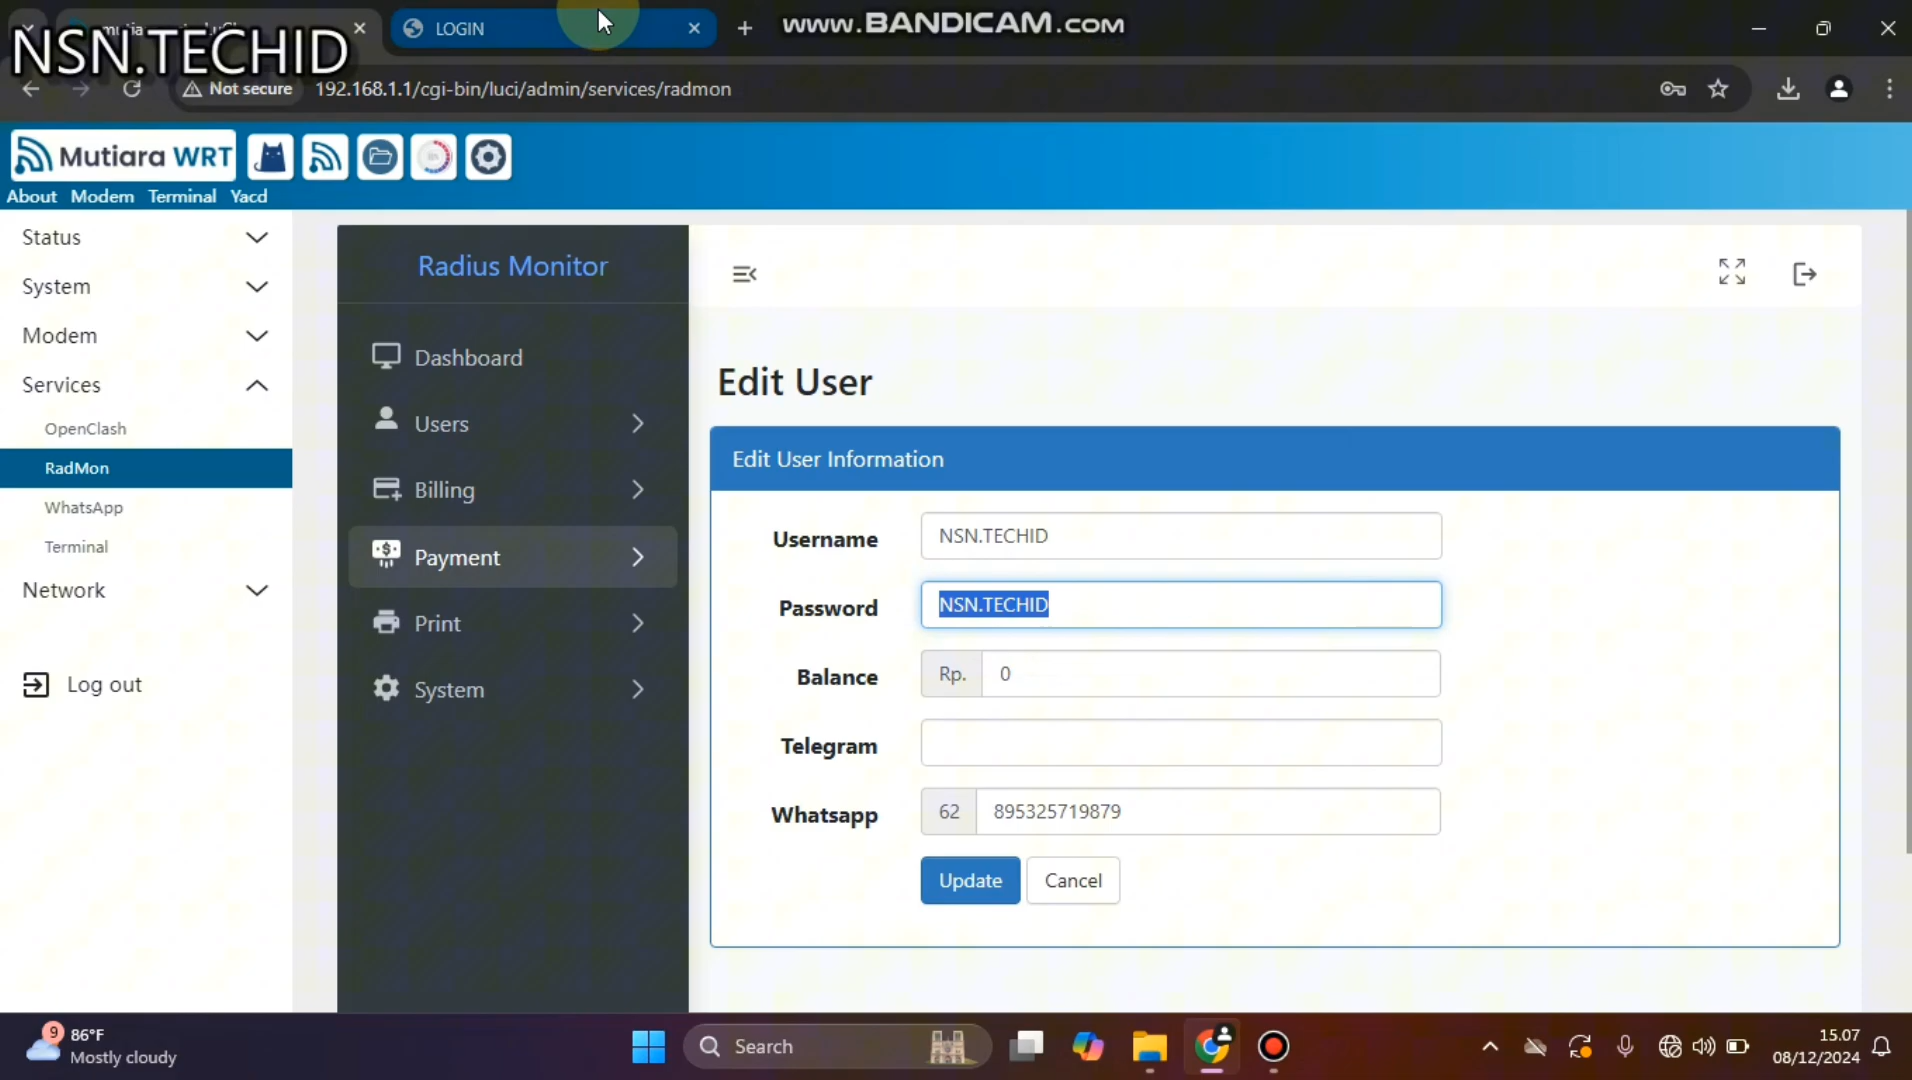 NSN.TECHID
LOGIN
www.BANDICAM.com
Not secure
192.168.1.1/cgi-bin/luci/admin/services/radmon
Mutiara WRT
About Modem Terminal Yacd
Status
System
Modem
Services
OpenClash
RadMon
WhatsApp
Terminal
Network
Log out
Radius Monitor
Dashboard
Users
Billing
Payment
Print
System
Edit User
Edit User Information
Username NSN.TECHID
Password NSN.TECHID
Balance Rp. 0
Telegram
Whatsapp 62 895325719879
Update Cancel
9
86°F
Mostly cloudy
Search
15.07
08/12/2024